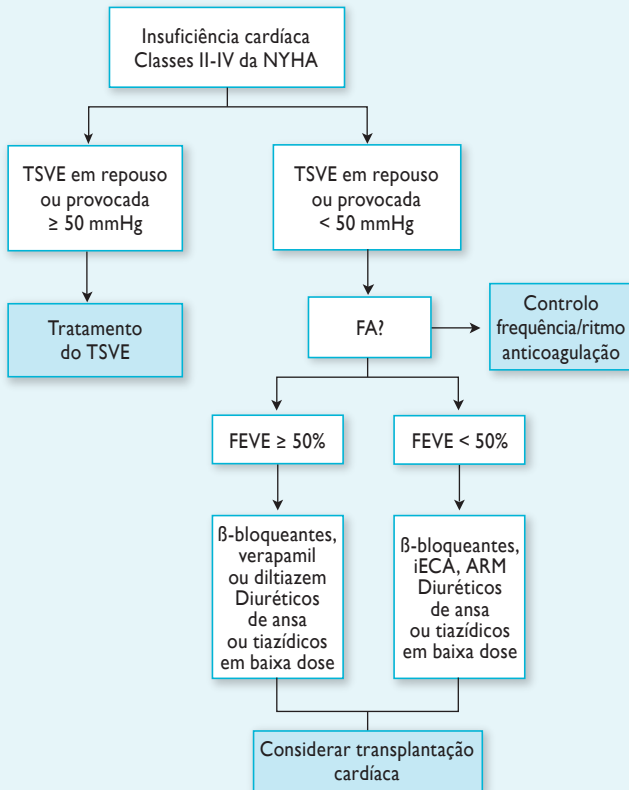 Insuficiência cardíaca
Classes II-IV da NYHA
TSVE em repouso
ou provocada
≥ 50 mmHg
TSVE em repouso
ou provocada
< 50 mmHg
Tratamento
do TSVE
FA?
Controlo
frequência/ritmo
anticoagulação
FEVE ≥ 50%
FEVE < 50%
ß-bloqueantes,
verapamil
ou diltiazem
Diuréticos
de ansa
ou tiazídicos
em baixa dose
ß-bloqueantes,
iECA, ARM
Diuréticos
de ansa
ou tiazídicos
em baixa dose
Considerar transplantação
cardíaca